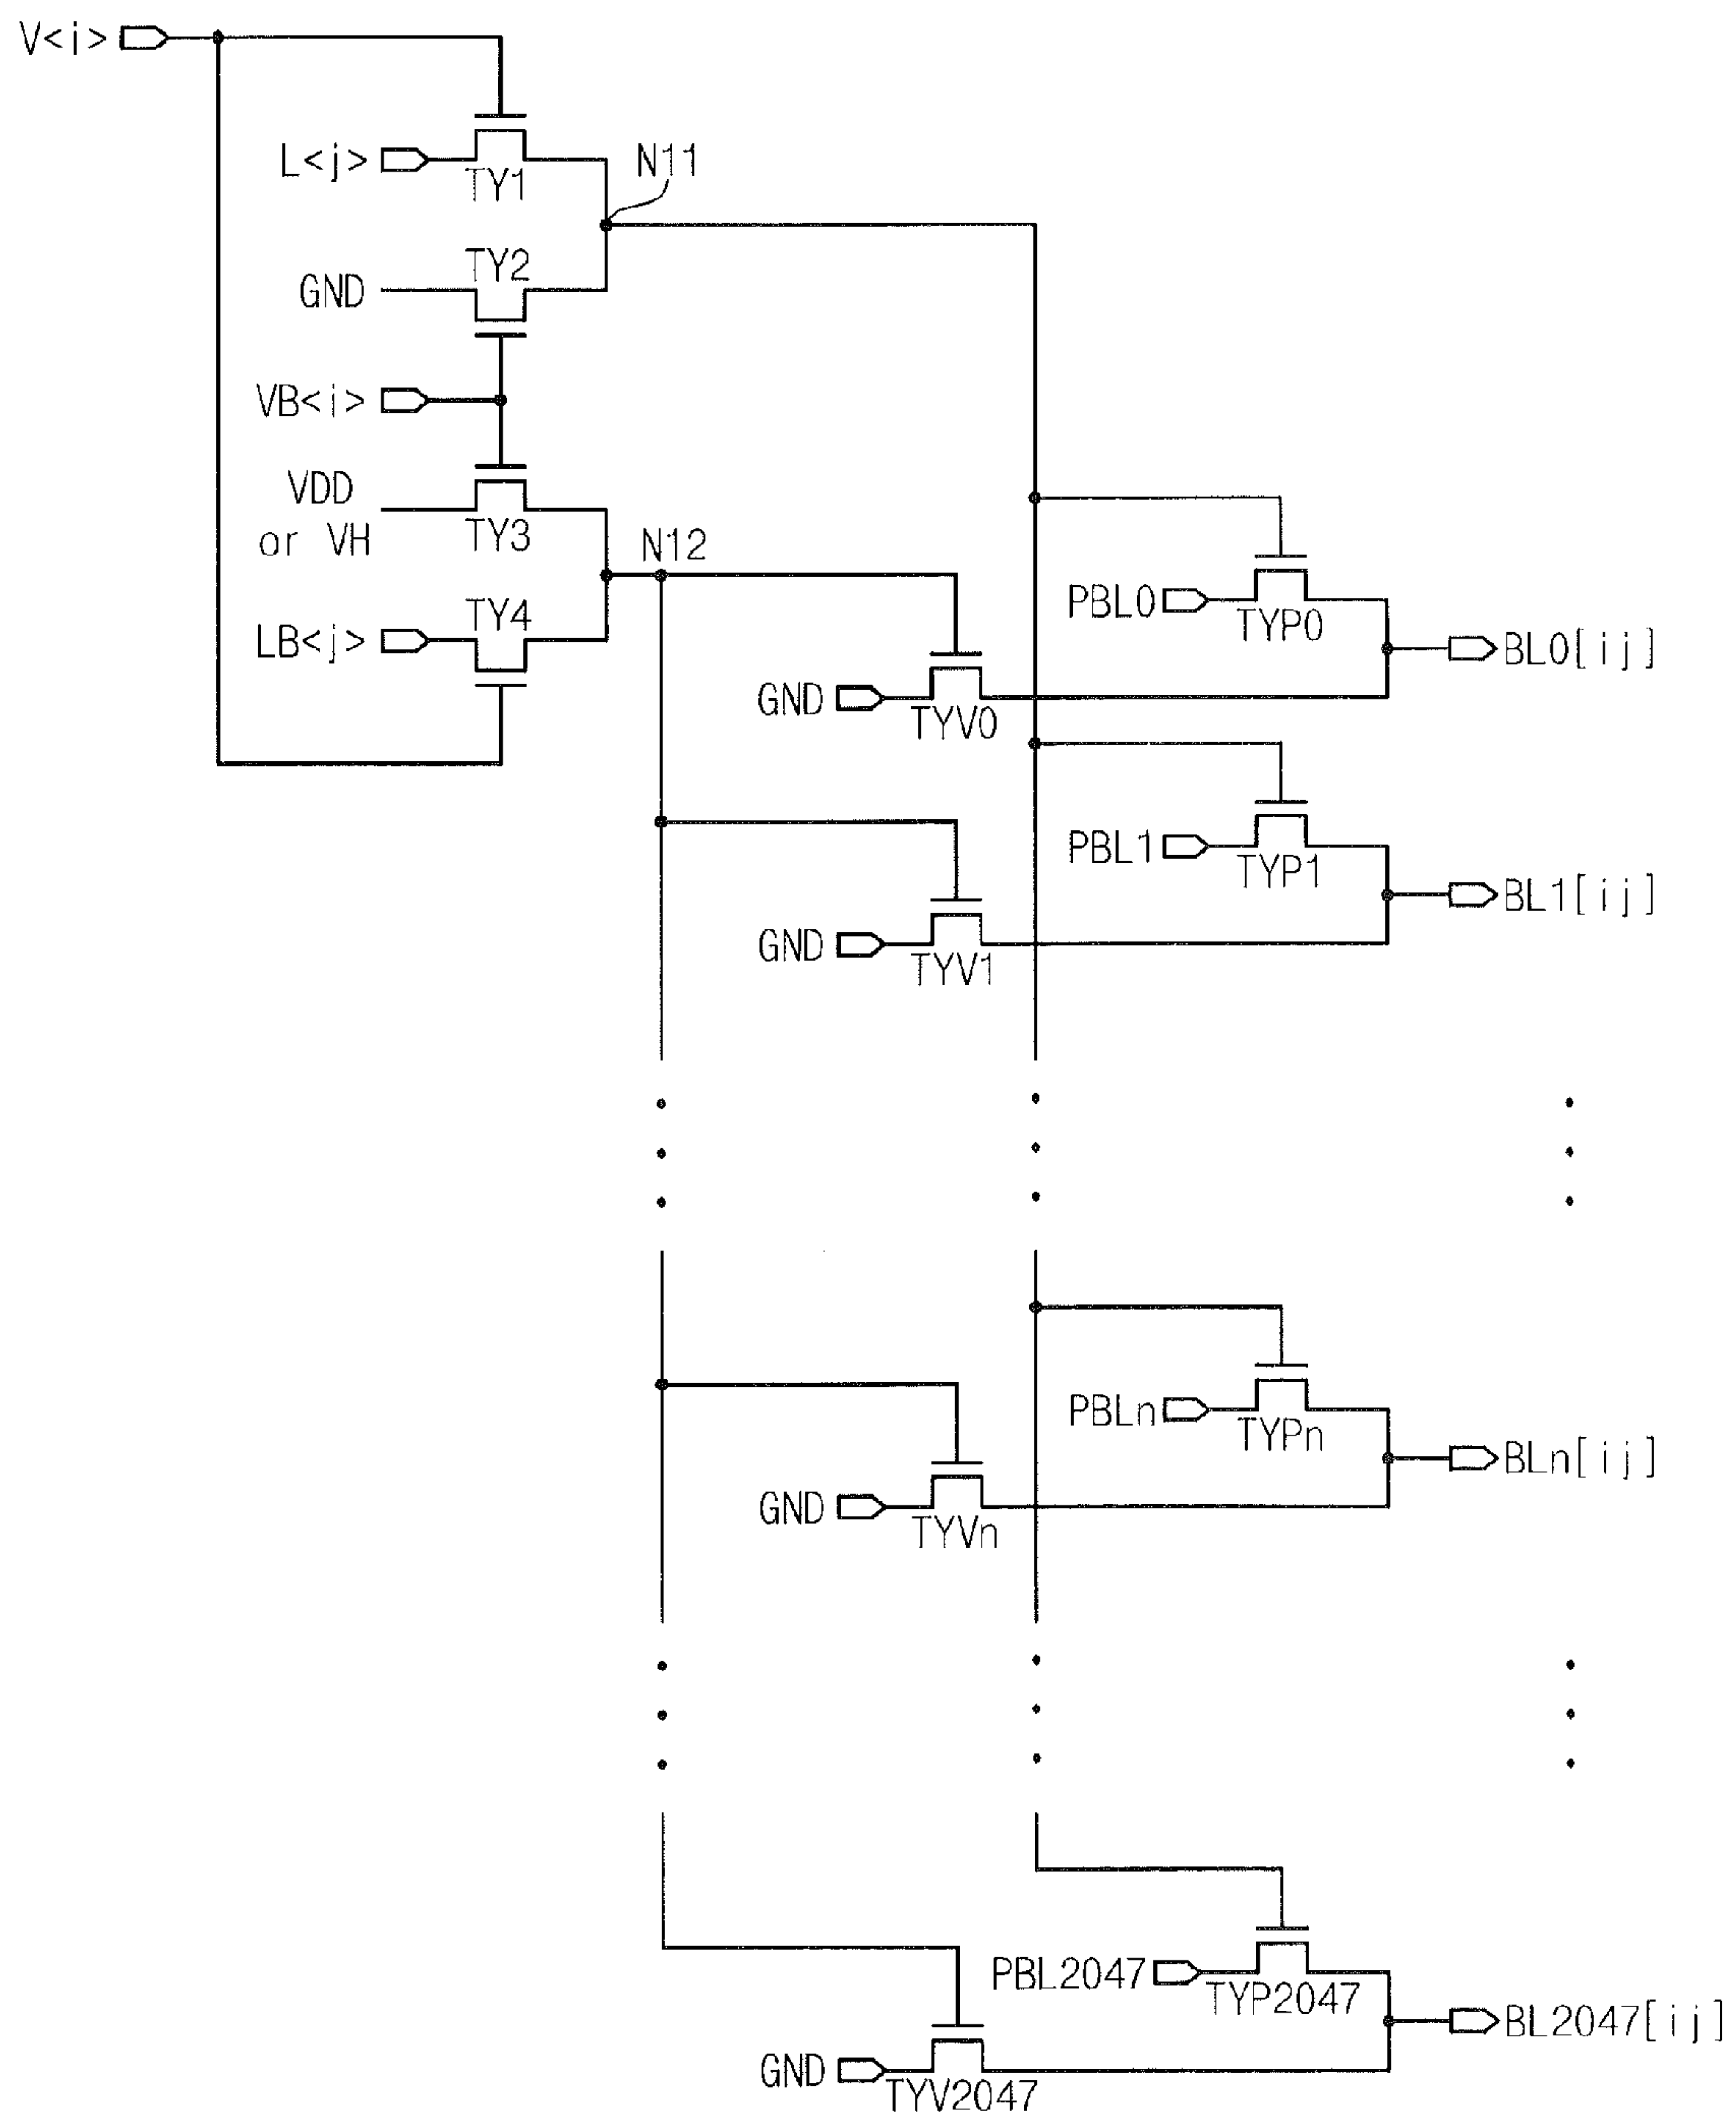 V<i>
L<j>
TY1
N11
TY2
GND
VB<i>
VDD
or VH
TY3
N12
TY4
LB<j>
PBL0
TYP0
BL0[ij]
GND
TYV0
PBL1
TYP1
BL1[ij]
GND
TYV1
PBLn
TYPn
BLn[ij]
GND
TYVn
PBL2047
TYP2047
BL2047[ij]
GND
TYV2047